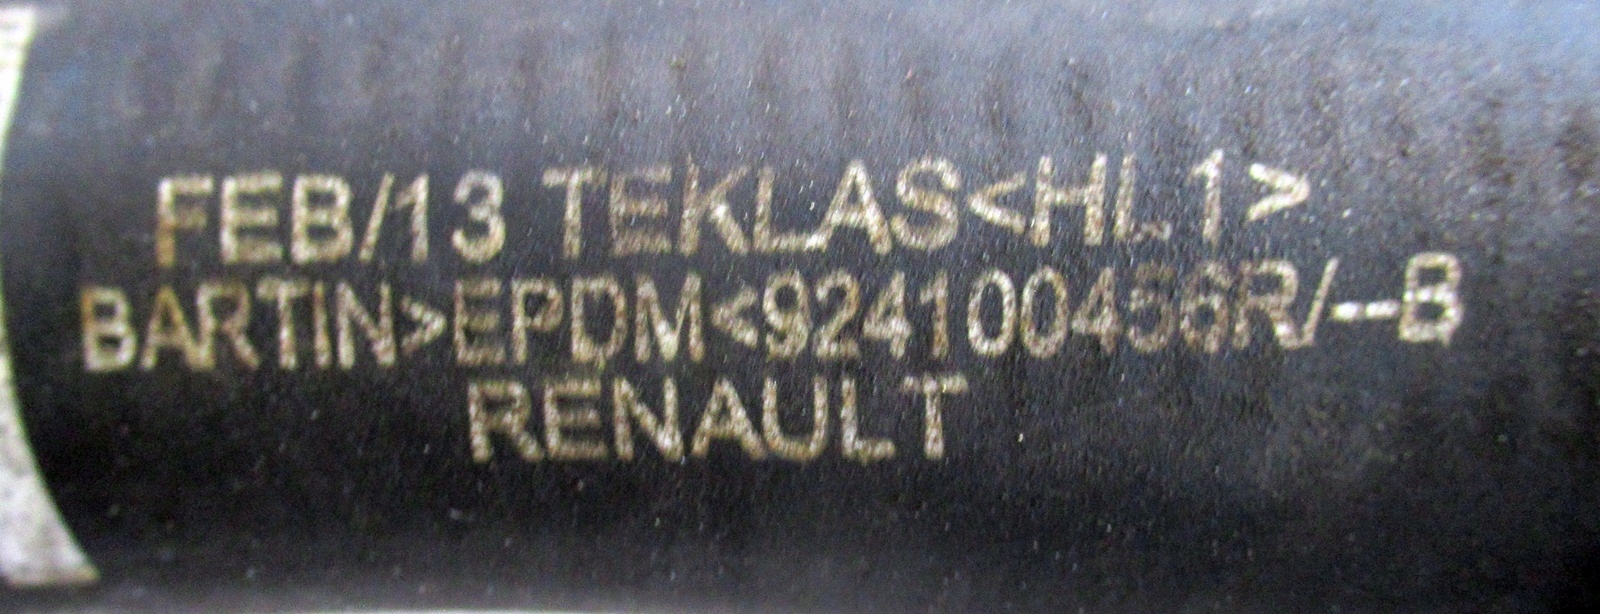 FEB/13 TEKLAS<HL1>
BARTIN>EPDM<924100456R/--B
RENAULT